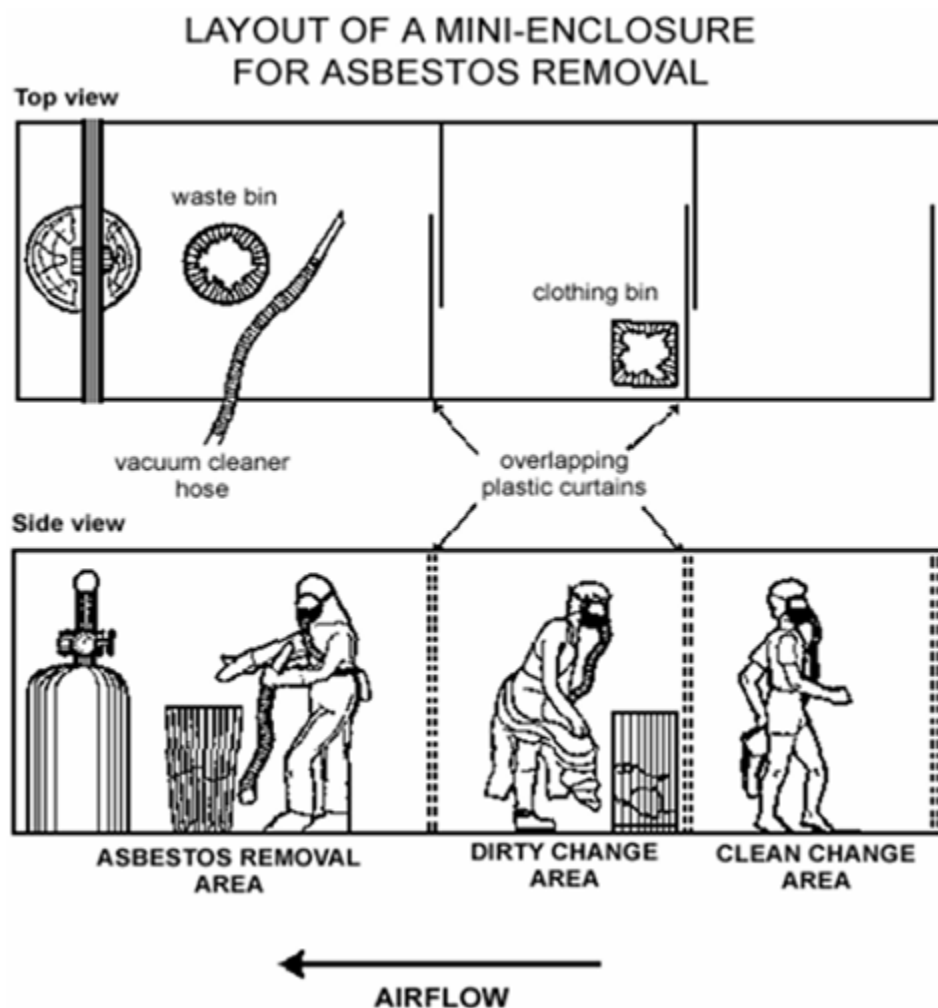 LAYOUT OF A MINI-ENCLOSURE
FOR ASBESTOS REMOVAL
Top view
waste bin
clothing bin
vacuum cleaner
hose
overlapping
plastic curtains
Side view
ASBESTOS REMOVAL
AREA
DIRTY CHANGE
AREA
CLEAN CHANGE
AREA
AIRFLOW